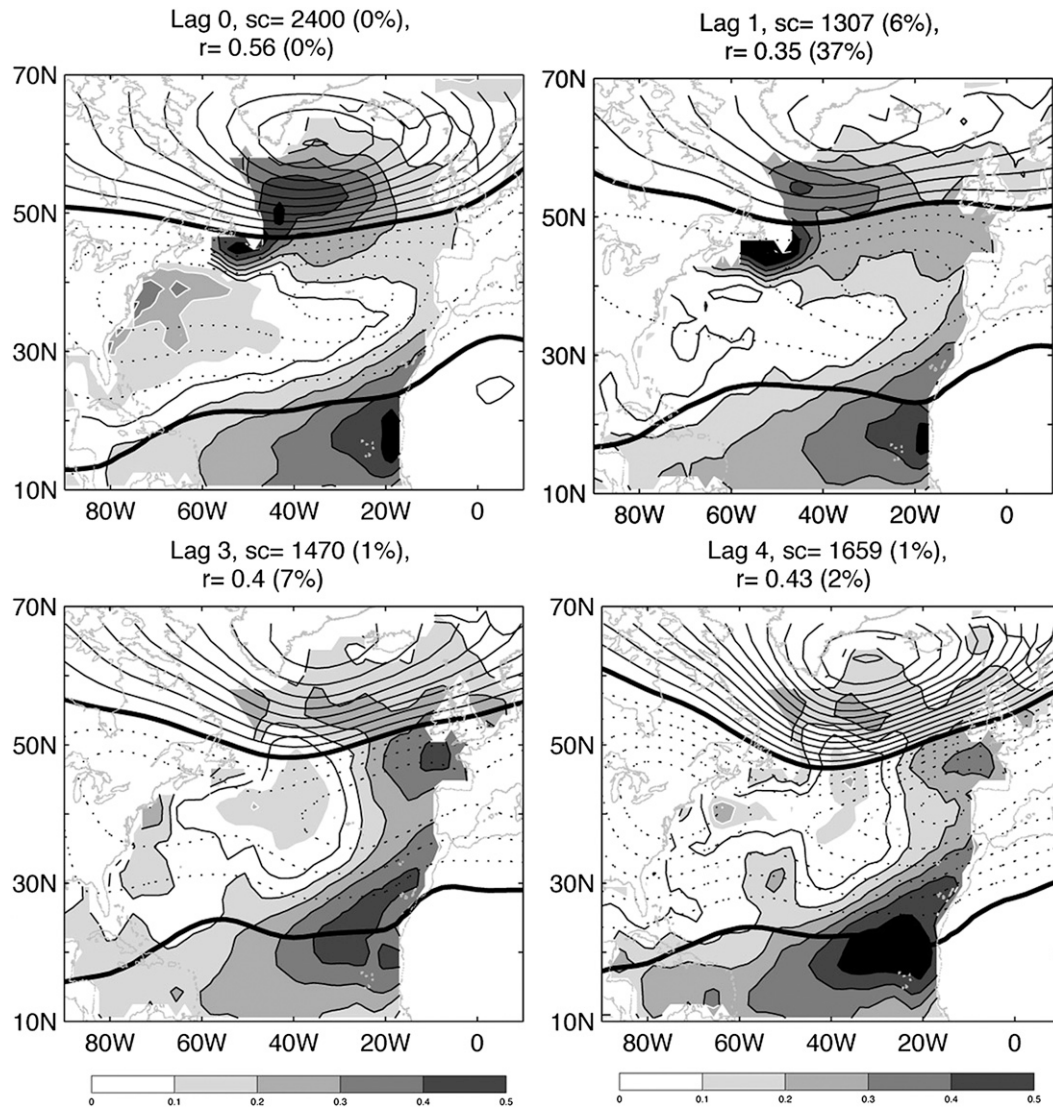 Lag 0, sc= 2400 (0%),
r= 0.56 (0%)
70N
50N
30N
10N
80W 60W 40W 20W 0
Lag 1, sc= 1307 (6%),
r= 0.35 (37%)
70N
50N
30N
10N
80W 60W 40W 20W 0
Lag 3, sc= 1470 (1%),
r= 0.4 (7%)
70N
50N
30N
10N
80W 60W 40W 20W 0
0 0.1 0.2 0.3 0.4 0.5
Lag 4, sc= 1659 (1%),
r= 0.43 (2%)
70N
50N
30N
10N
80W 60W 40W 20W 0
0 0.1 0.2 0.3 0.4 0.5